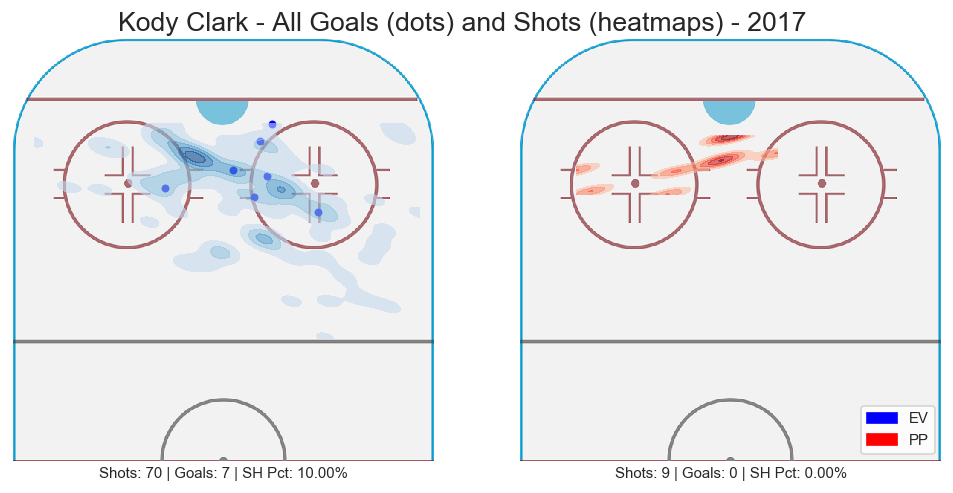 Kody Clark - All Goals (dots) and Shots (heatmaps) - 2017
EV
PP
Shots: 70 | Goals: 7 | SH Pct: 10.00%
Shots: 9 | Goals: 0 | SH Pct: 0.00%